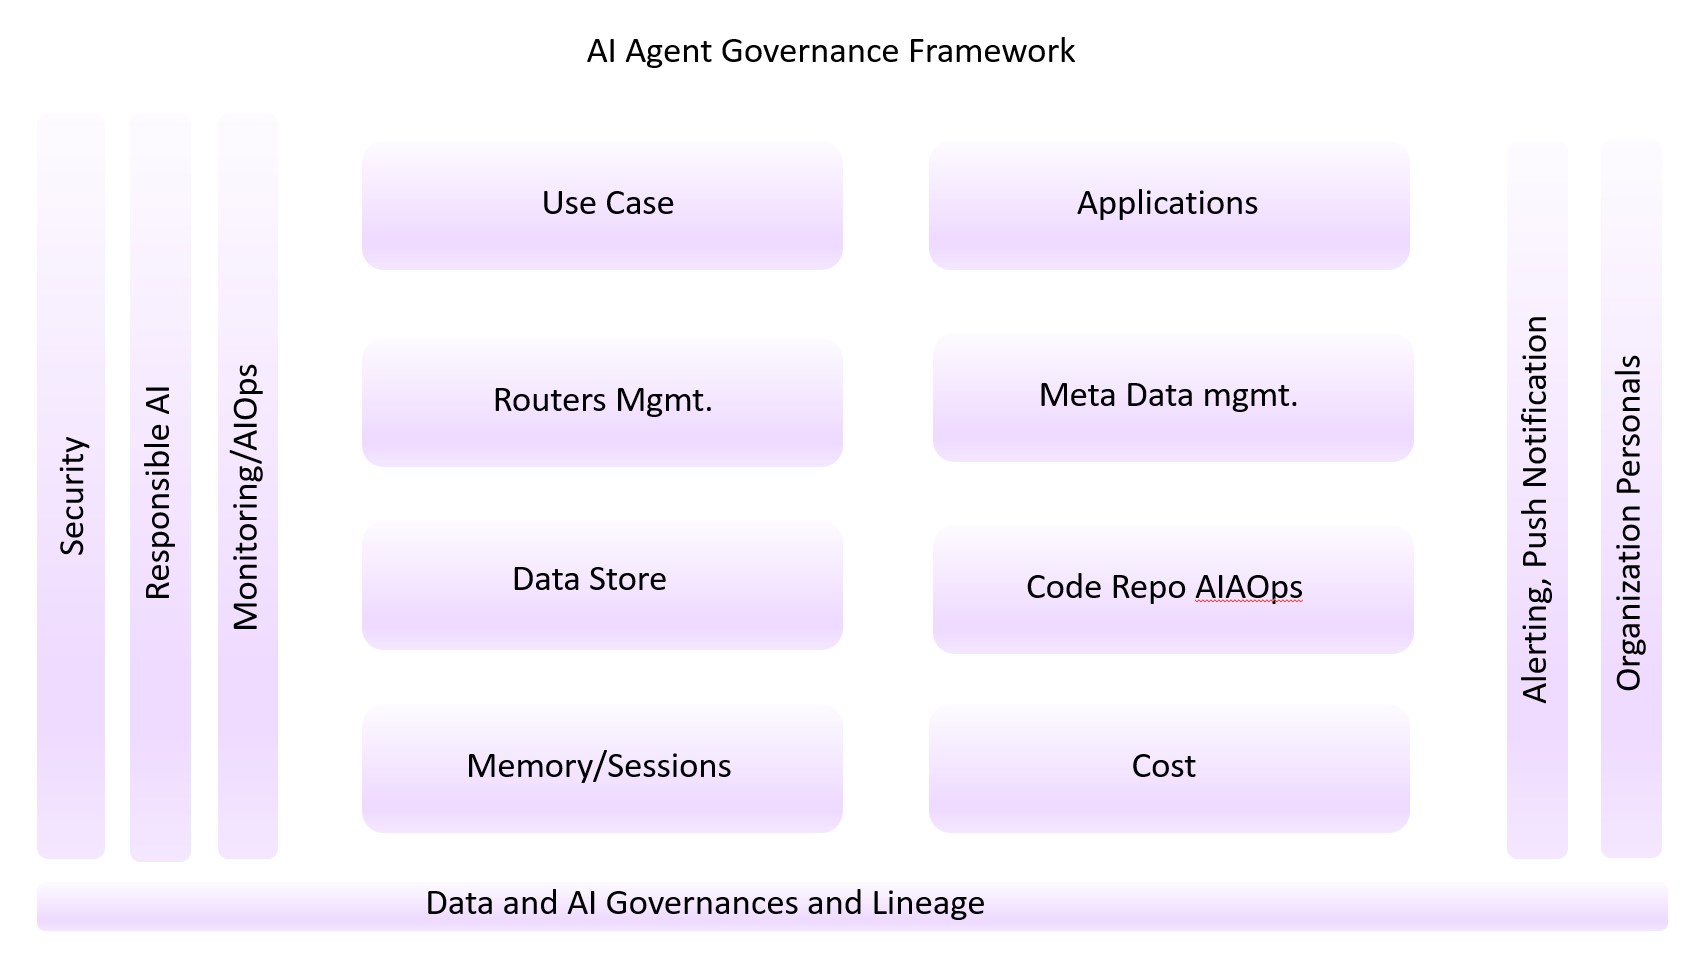 AI Agent Governance Framework
Security
Responsible AI
Monitoring/AIOps
Use Case
Applications
Routers Mgmt.
Meta Data mgmt.
Data Store
Code Repo AIAOps
Memory/Sessions
Cost
Alerting, Push Notification
Organization Personals
Data and AI Governances and Lineage